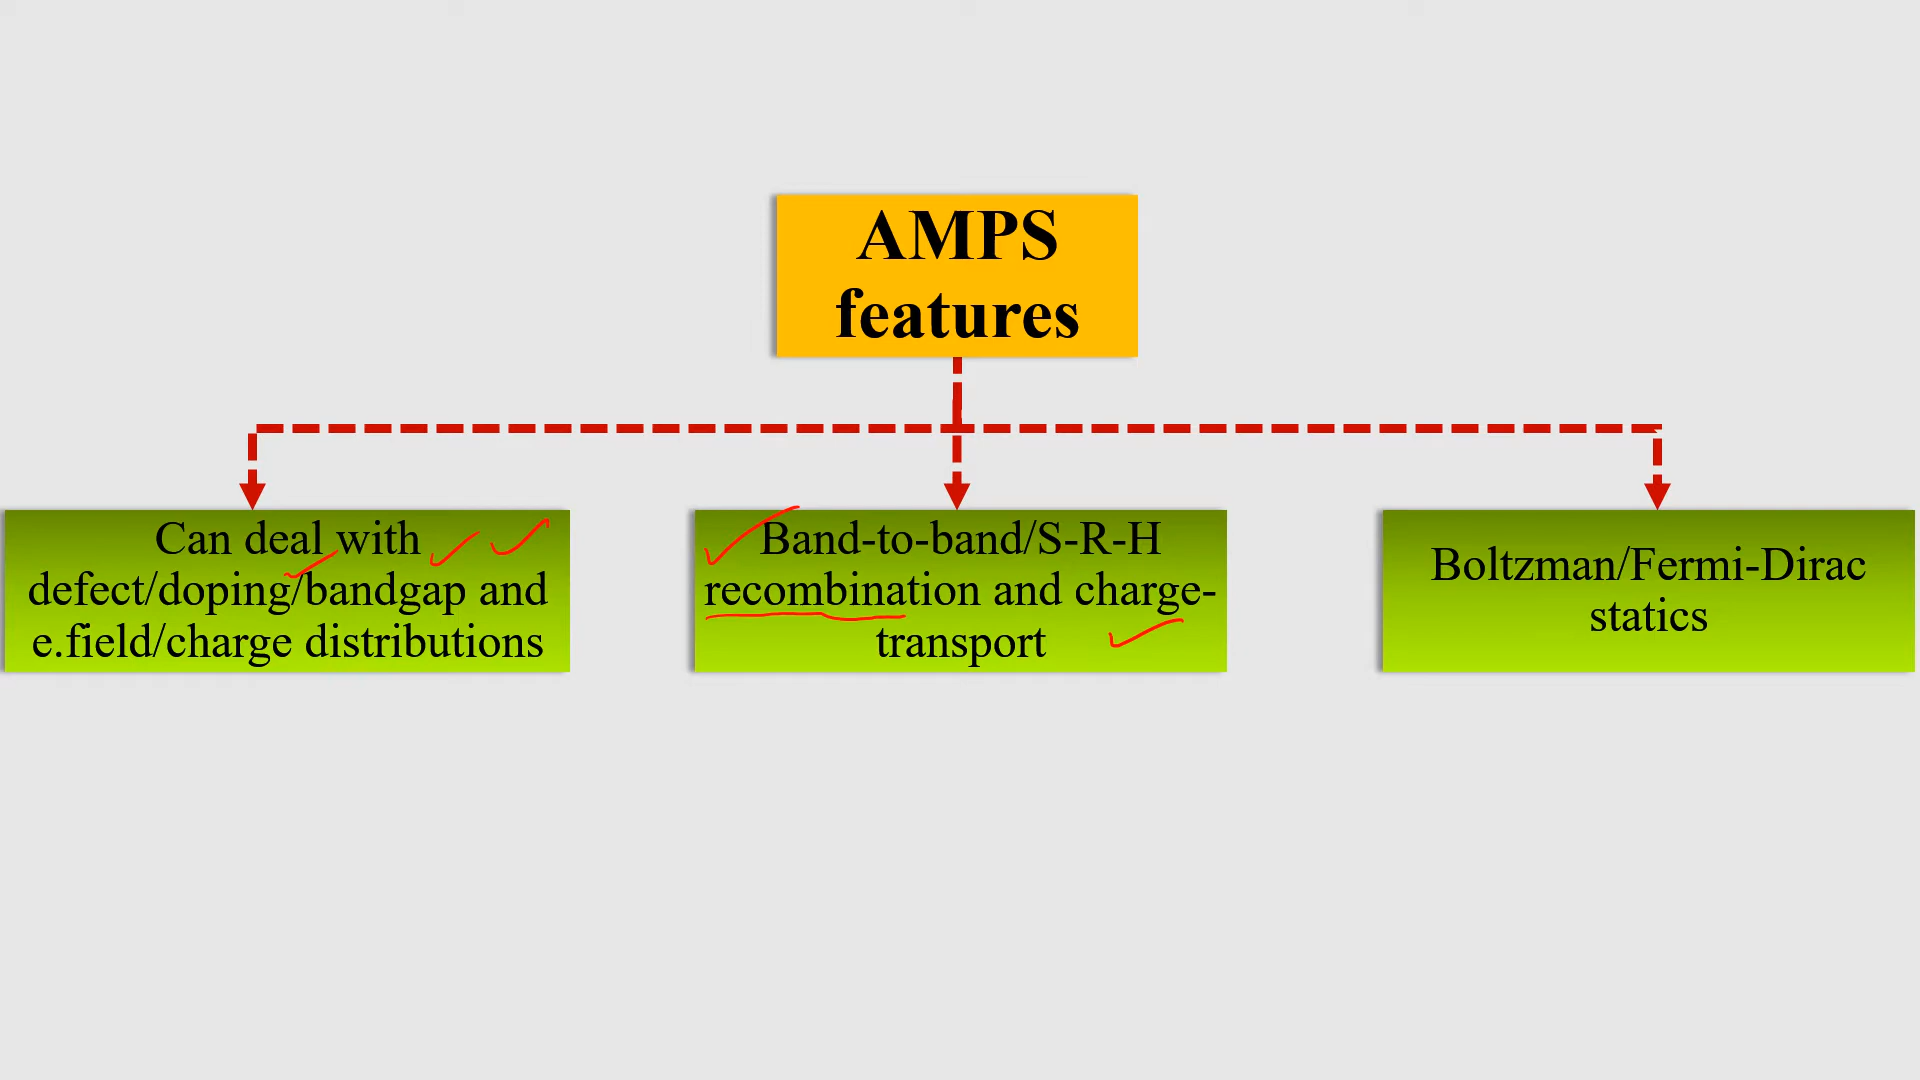 AMPS
features
Can deal with
defect/doping/bandgap and
e.field/charge distributions
Band-to-band/S-R-H
recombination and charge-
transport
Boltzman/Fermi-Dirac
statics